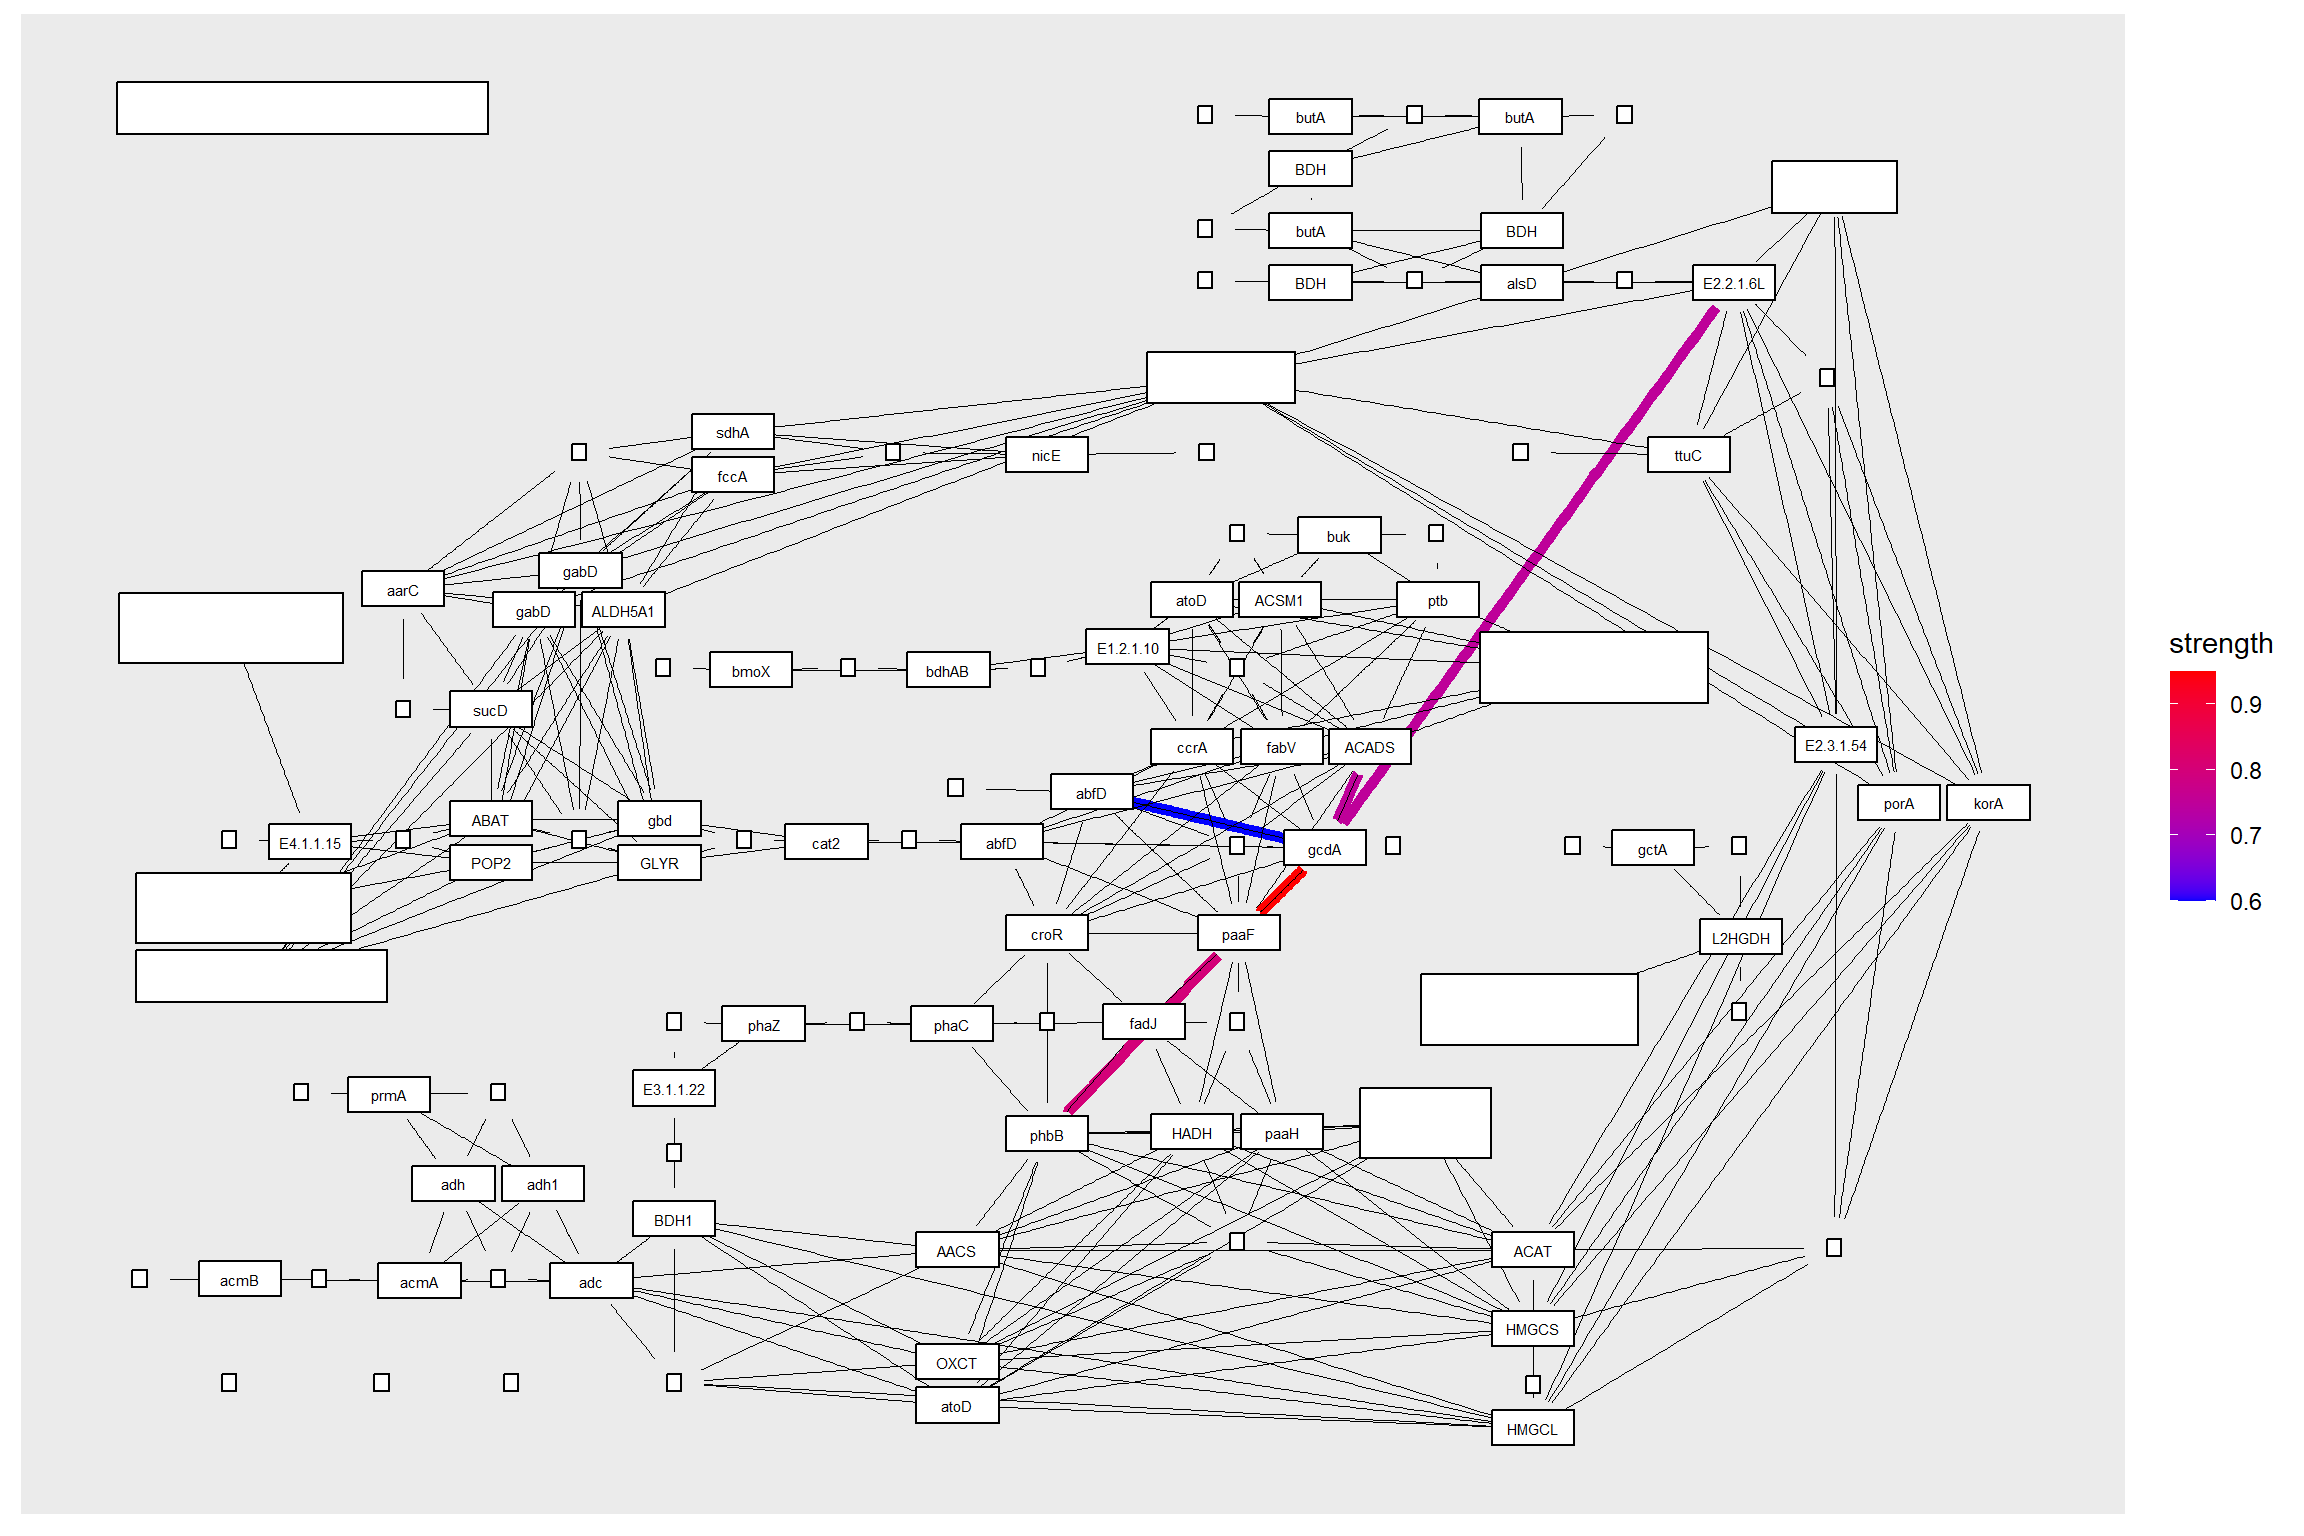 butA
butA
BDH
butA
BDH
BDH
alsD
E2.2.1.6L
sdhA
nicE
ttuC
fccA
buk
gabD
aarC
gabD
ALDH5A1
atoD
ACSM1
ptb
E1.2.1.10
bmoX
bdhAB
strength
0.9
0.8
0.7
0.6
sucD
ccrA
fabV
ACADS
E2.3.1.54
abfD
porA
korA
ABAT
gbd
E4.1.1.15
cat2
abfD
gcdA
gctA
POP2
GLYR
croR
paaF
L2HGDH
phaZ
phaC
fadJ
E3.1.1.22
prmA
phbB
HADH
paaH
adh
adh1
BDH1
AACS
ACAT
acmB
acmA
adc
HMGCS
OXCT
atoD
HMGCL